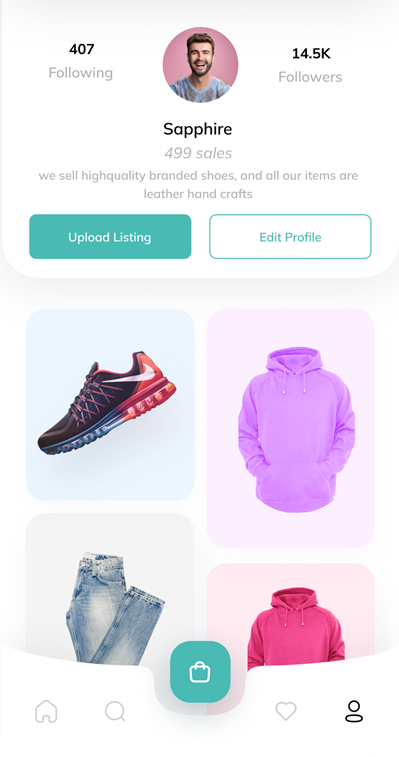 407
Following
14.5K
Followers
Sapphire
499 sales
we sell highquality branded shoes, and all our items are
leather hand crafts
Upload Listing
Edit Profile